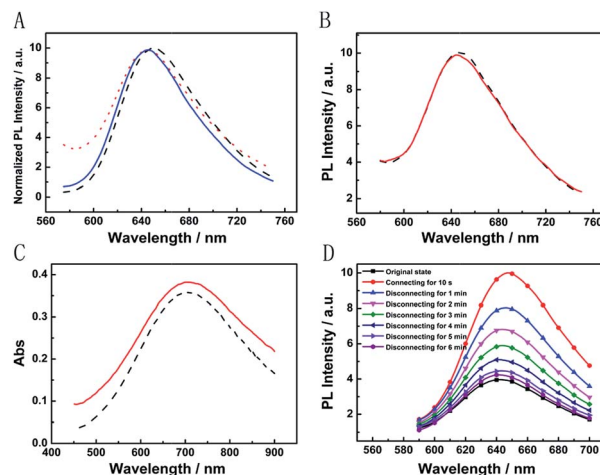 A
Normalized PL Intensity / a.u.
10
8
6
4
2
0
560 600 640 680 720 760
Wavelength / nm
B
PL Intensity / a.u.
10
8
6
4
2
560 600 640 680 720 760
Wavelength / nm
C
Abs
0.4
0.3
0.2
0.1
0.0
400 500 600 700 800 900
Wavelength / nm
D
PL Intensity / a.u.
10
8
6
4
2
Original state
Connecting for 10 s
Disconnecting for 1 min
Disconnecting for 2 min
Disconnecting for 3 min
Disconnecting for 4 min
Disconnecting for 5 min
Disconnecting for 6 min
560 580 600 620 640 660 680 700
Wavelength / nm